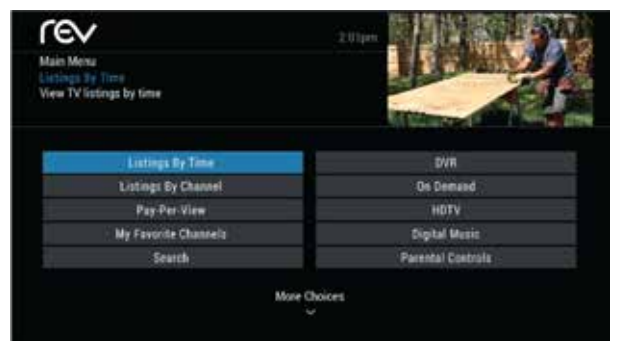 rev
2:01pm
Main Menu
Listings By Time
View TV listings by time
Listings By Time
DVR
Listings By Channel
On Demand
Pay-Per-View
HDTV
My Favorite Channels
Digital Music
Search
Parental Controls
More Choices